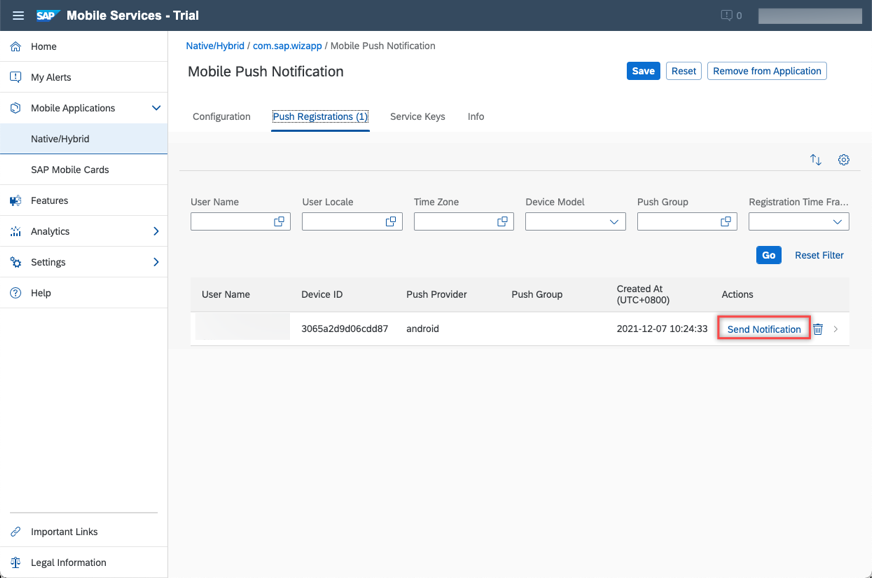 SAP Mobile Services - Trial
0
Home
My Alerts
Mobile Applications
Native/Hybrid
SAP Mobile Cards
Features
Analytics
Settings
Help
Important Links
Legal Information
Native/Hybrid / com.sap.wizapp / Mobile Push Notification
Mobile Push Notification
Save Reset Remove from Application
Configuration Push Registrations (1) Service Keys Info
User Name User Locale Time Zone Device Model Push Group Registration Time Fra...
Go Reset Filter
User Name Device ID Push Provider Push Group Created At (UTC+0800) Actions
3065a2d9d06cdd87 android 2021-12-07 10:24:33 Send Notification